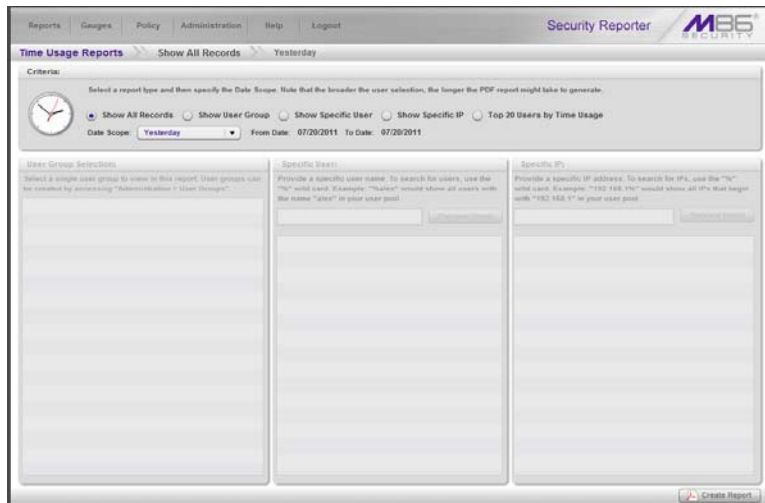 Reports Gauges Policy Administration Help Logout
Security Reporter
M86
SECURITY
Time Usage Reports Show All Records Yesterday
Criteria:
Select a report type and then specify the Date Scope. Note that the broader the user selection, the longer the PDF report might take to generate.
Show All Records Show User Group Show Specific User Show Specific IP Top 20 Users by Time Usage
Date Scope: Yesterday From Date: 07/20/2011 To Date: 07/20/2011
User Group Selection:
Select a single user group to view in this report. User groups can
be created by accessing "Administration > User Groups".
Specific User:
Provide a specific user name. To search for users, use the
"%" wild card. Example: "%alex" would show all users with
the name "alex" in your user pool.
Specific IP:
Provide a specific IP address. To search for IPs, use the "%"
wild card. Example: "192.168.1%" would show all IPs that begin
with "192.168.1" in your user pool.
Create Report